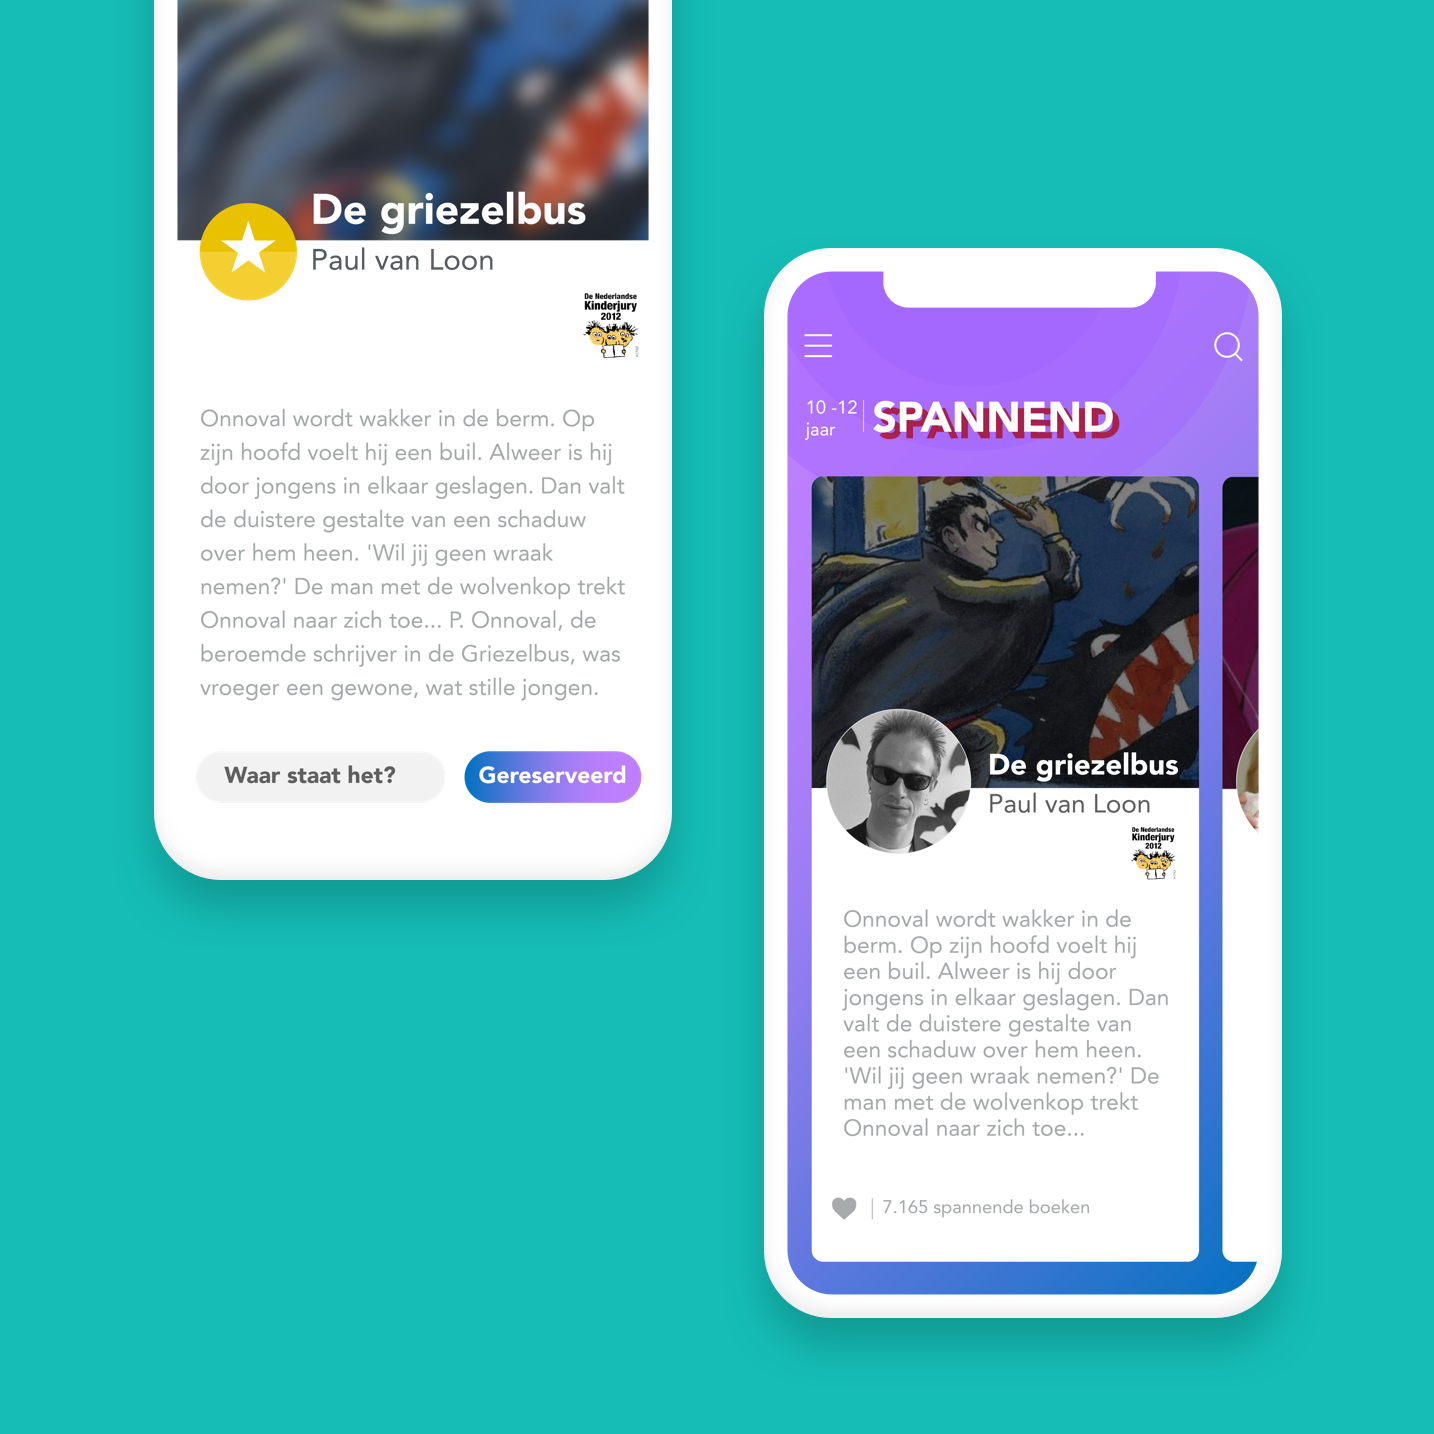 De griezelbus
Paul van Loon
De Nederlandse
Kinderjury
2012
Onnoval wordt wakker in de berm. Op
zijn hoofd voelt hij een buil. Alweer is hij
door jongens in elkaar geslagen. Dan valt
de duistere gestalte van een schaduw
over hem heen. 'Wil jij geen wraak
nemen?' De man met de wolvenkop trekt
Onnoval naar zich toe... P. Onnoval, de
beroemde schrijver in de Griezelbus, was
vroeger een gewone, wat stille jongen.
Waar staat het?
Gereserveerd
10 -12
jaar
SPANNEND
De griezelbus
Paul van Loon
De Nederlandse
Kinderjury
2012
Onnoval wordt wakker in de
berm. Op zijn hoofd voelt hij
een buil. Alweer is hij door
jongens in elkaar geslagen. Dan
valt de duistere gestalte van
een schaduw over hem heen.
'Wil jij geen wraak nemen?' De
man met de wolvenkop trekt
Onnoval naar zich toe...
7.165 spannende boeken